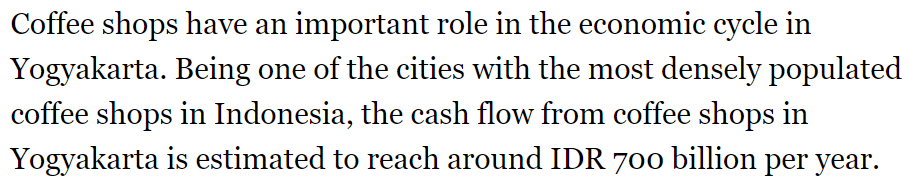 Coffee shops have an important role in the economic cycle in
Yogyakarta. Being one of the cities with the most densely populated
coffee shops in Indonesia, the cash flow from coffee shops in
Yogyakarta is estimated to reach around IDR 700 billion per year.